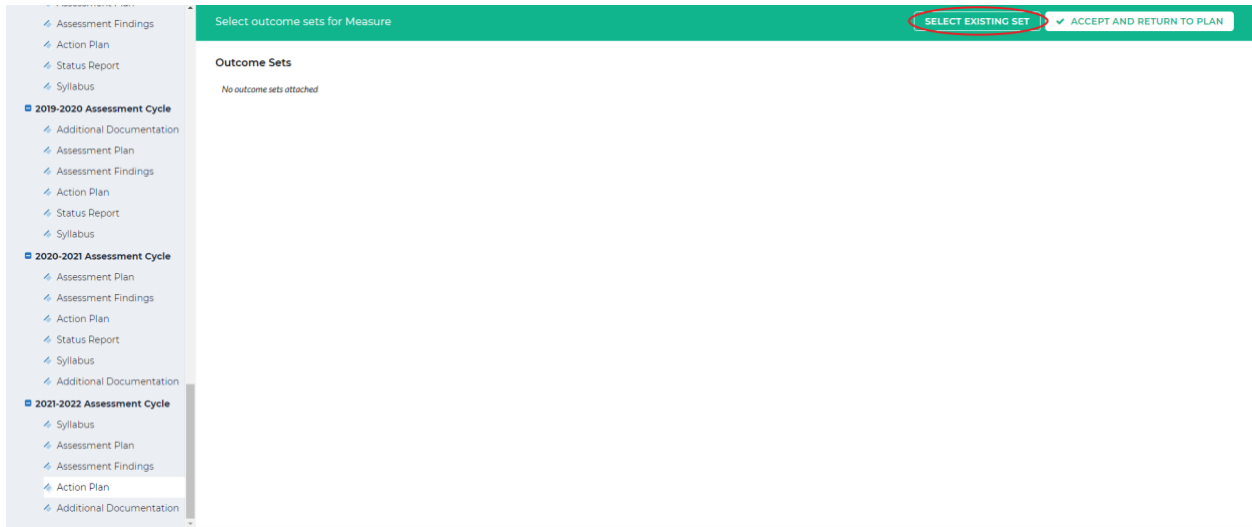 Assessment Findings
Action Plan
Status Report
Syllabus
2019-2020 Assessment Cycle
Additional Documentation
Assessment Plan
Assessment Findings
Action Plan
Status Report
Syllabus
2020-2021 Assessment Cycle
Assessment Plan
Assessment Findings
Action Plan
Status Report
Syllabus
Additional Documentation
2021-2022 Assessment Cycle
Syllabus
Assessment Plan
Assessment Findings
Action Plan
Additional Documentation
Select outcome sets for Measure
SELECT EXISTING SET
ACCEPT AND RETURN TO PLAN
Outcome Sets
No outcome sets attached